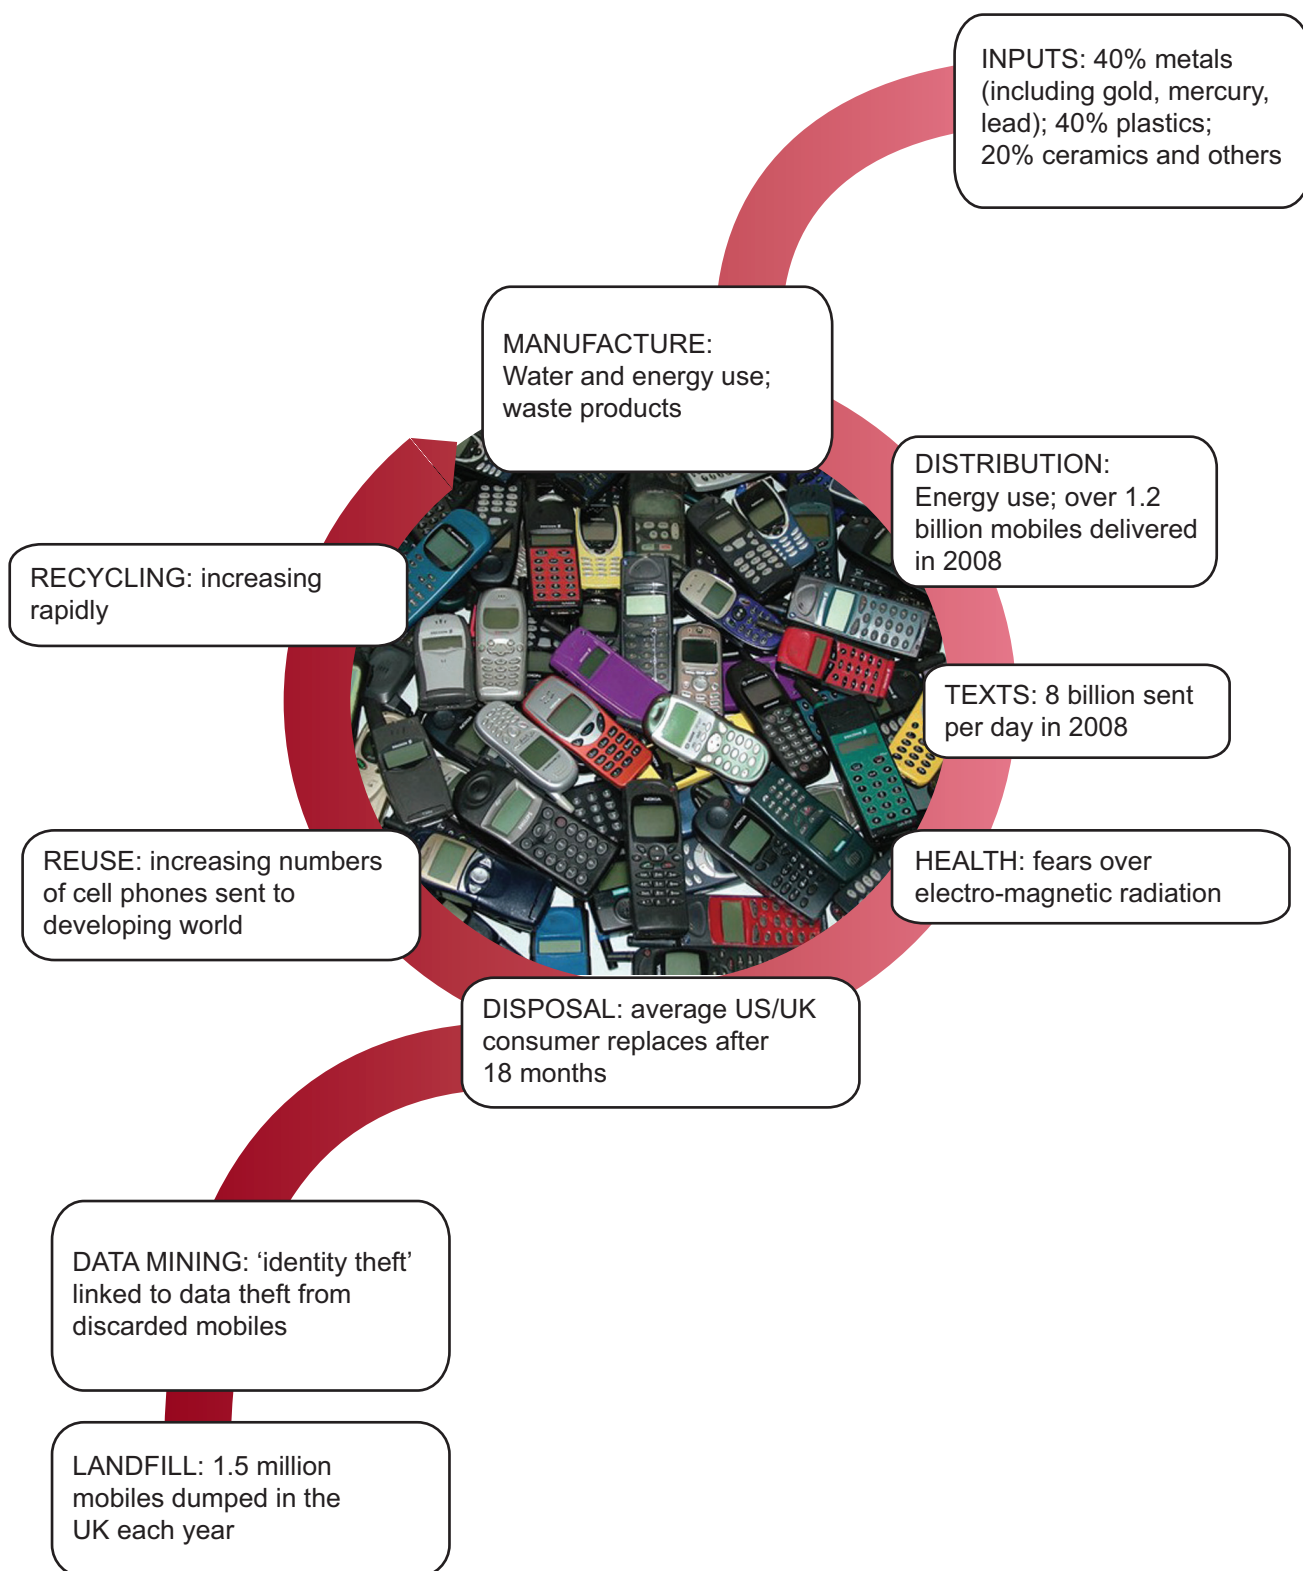 INPUTS: 40% metals
(including gold, mercury,
lead); 40% plastics;
20% ceramics and others
MANUFACTURE:
Water and energy use;
waste products
DISTRIBUTION:
Energy use; over 1.2
billion mobiles delivered
in 2008
RECYCLING: increasing
rapidly
TEXTS: 8 billion sent
per day in 2008
REUSE: increasing numbers
of cell phones sent to
developing world
HEALTH: fears over
electro-magnetic radiation
DISPOSAL: average US/UK
consumer replaces after
18 months
DATA MINING: ‘identity theft’
linked to data theft from
discarded mobiles
LANDFILL: 1.5 million
mobiles dumped in the
UK each year